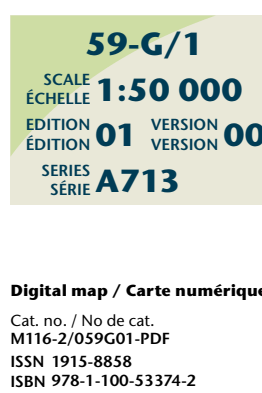 59-G/1
SCALE
ÉCHELLE 1:50 000
EDITION
ÉDITION 01 VERSION
VERSION 00
SERIES
SÉRIE A713
Digital map / Carte numérique
Cat. no. / No de cat.
M116-2/059G01-PDF
ISSN 1915-8858
ISBN 978-1-100-53374-2